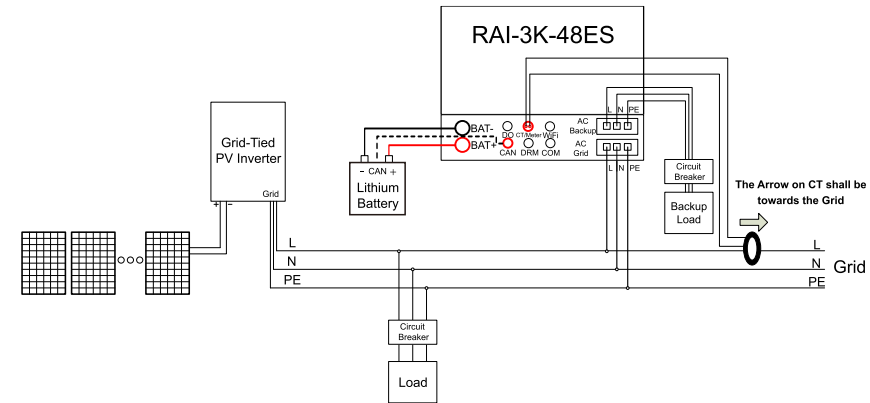 RAI-3K-48ES
L N PE
BAT-
DO
CT/Meter
WiFi
AC
Backup
BAT+
CAN
DRM
COM
AC
Grid
L N PE
Grid-Tied
PV Inverter
Grid
+ −
- CAN +
Lithium
Battery
Circuit
Breaker
Backup
Load
The Arrow on CT shall be
towards the Grid
L
N
PE
L
N
PE
Grid
Circuit
Breaker
Load